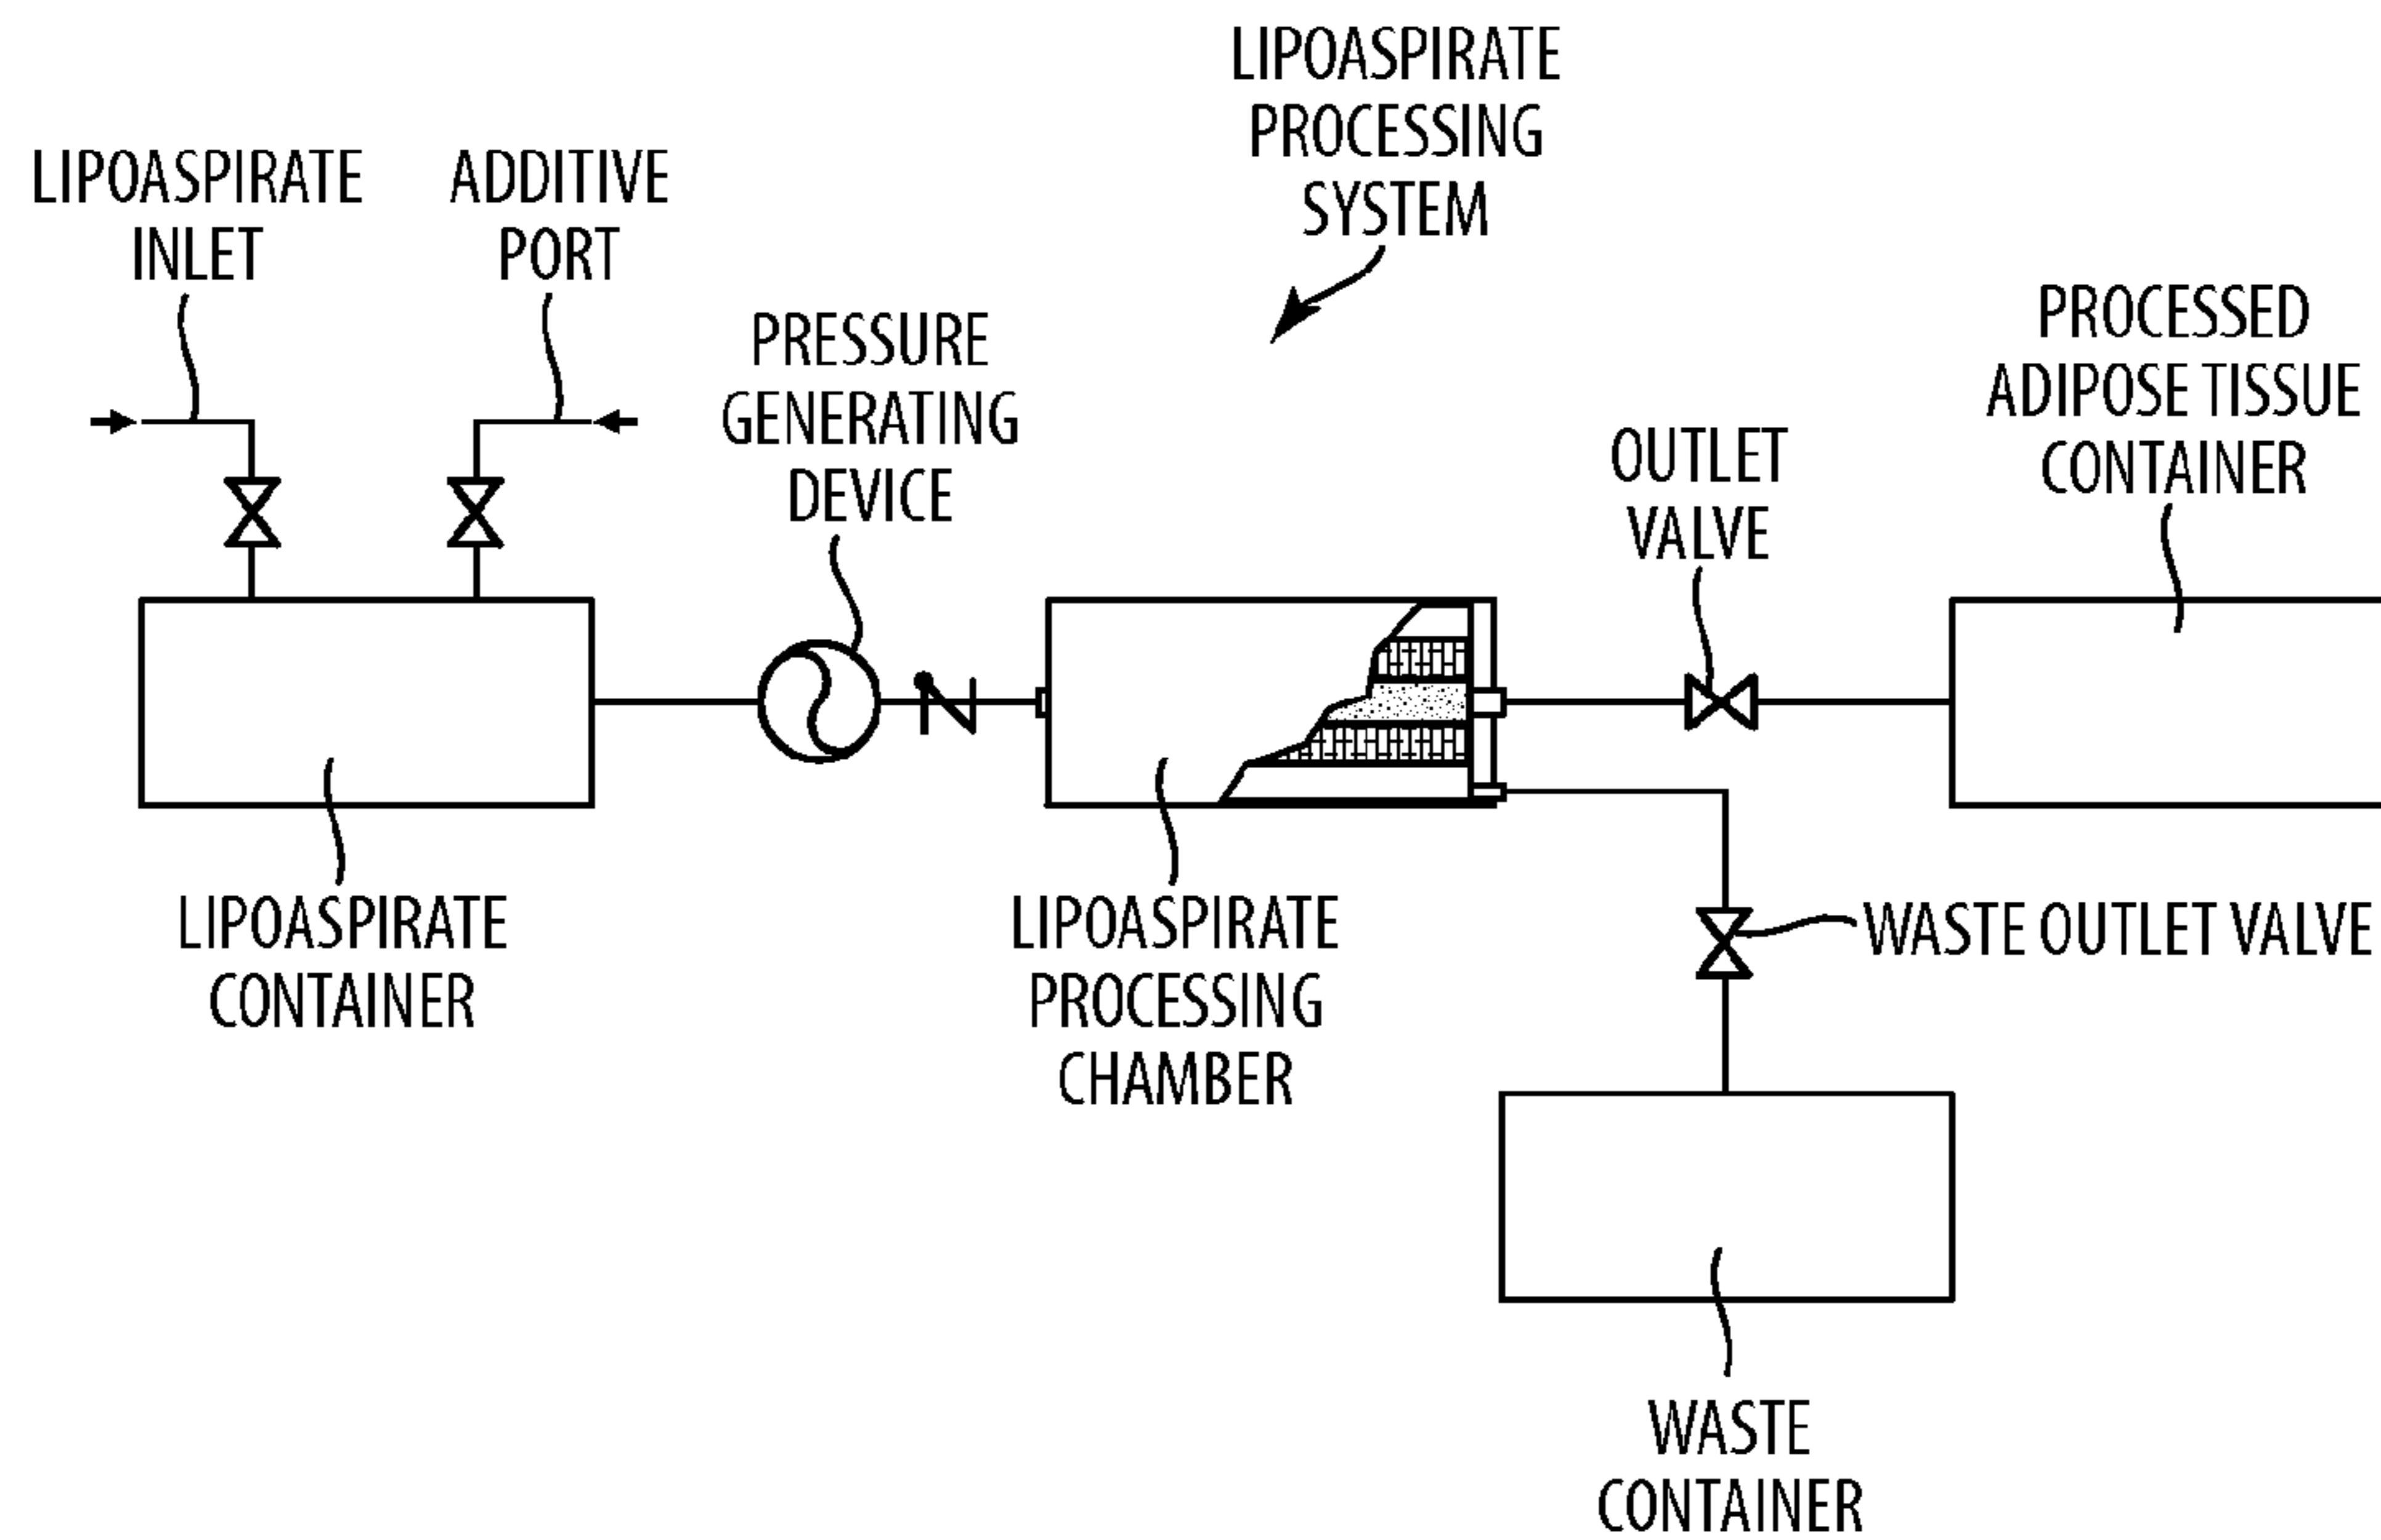 LIPOASPIRATE
PROCESSING
SYSTEM
LIPOASPIRATE
INLET
ADDITIVE
PORT
PRESSURE
GENERATING
DEVICE
OUTLET
VALVE
PROCESSED
ADIPOSE TISSUE
CONTAINER
LIPOASPIRATE
CONTAINER
LIPOASPIRATE
PROCESSING
CHAMBER
WASTE OUTLET VALVE
WASTE
CONTAINER